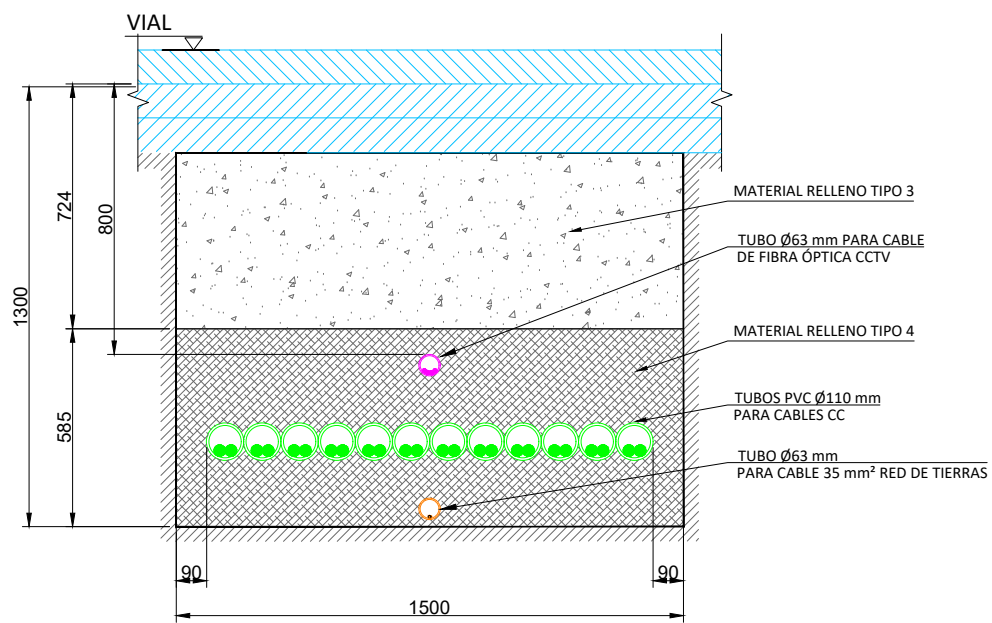 VIAL
MATERIAL RELLENO TIPO 3
TUBO Ø63 mm PARA CABLE
DE FIBRA ÓPTICA CCTV
724
800
1300
MATERIAL RELLENO TIPO 4
TUBOS PVC Ø110 mm
PARA CABLES CC
585
TUBO Ø63 mm
PARA CABLE 35 mm² RED DE TIERRAS
90
90
1500